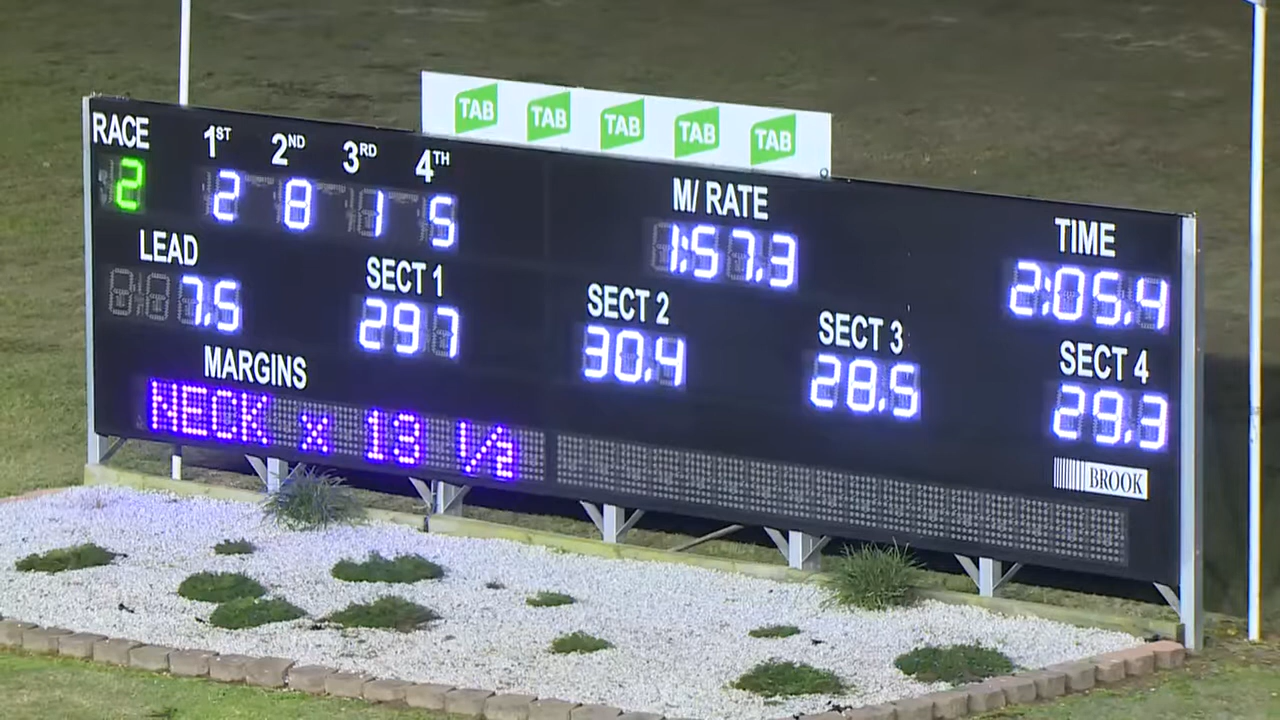 TAB TAB TAB TAB TAB
RACE 1ST 2ND 3RD 4TH
2 2 8 1 5
M/ RATE
1:57.3
TIME
2:05.4
LEAD
7.5
SECT 1
29 7
SECT 2
30.4
SECT 3
28.5
SECT 4
29.3
MARGINS
NECK x 19 1/2
BROOK